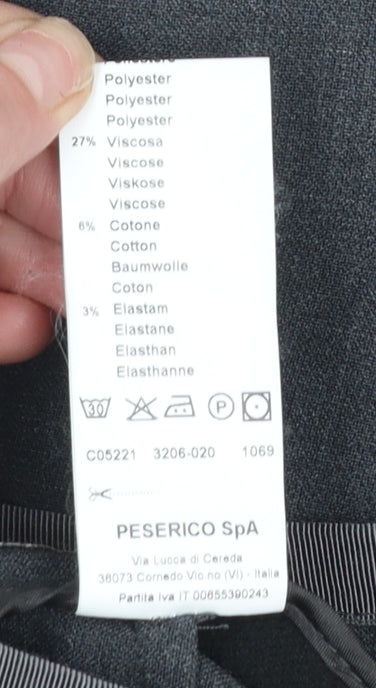 Poliestere
Polyester
Polyester
Polyester
27% Viscosa
Viscose
Viskose
Viscose
6% Cotone
Cotton
Baumwolle
Coton
3% Elastam
Elastane
Elasthan
Elasthanne
30 P
C05221 3206-020 1069
PESERICO SpA
Via Lucca di Cereda
36073 Cornedo Vic.no (VI) - Italia
Partita Iva IT 00655390243